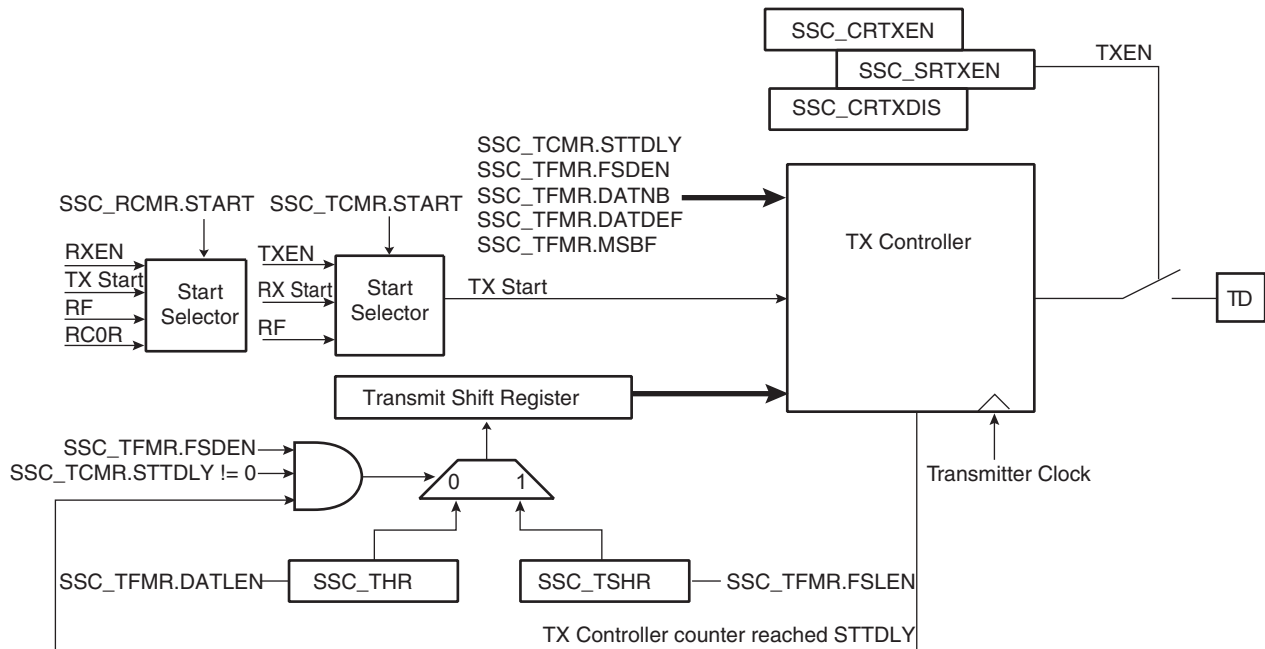 SSC_CRTXEN
SSC_SRTXEN
TXEN
SSC_CRTXDIS
SSC_TCMR.STTDLY
SSC_TFMR.FSDEN
SSC_TFMR.DATNB
SSC_TFMR.DATDEF
SSC_TFMR.MSBF
SSC_RCMR.START
SSC_TCMR.START
RXEN
TX Start
RF
RC0R
Start
Selector
TXEN
RX Start
RF
Start
Selector
TX Start
TX Controller
TD
Transmit Shift Register
SSC_TFMR.FSDEN
SSC_TCMR.STTDLY != 0
0
1
Transmitter Clock
SSC_TFMR.DATLEN
SSC_THR
SSC_TSHR
SSC_TFMR.FSLEN
TX Controller counter reached STTDLY